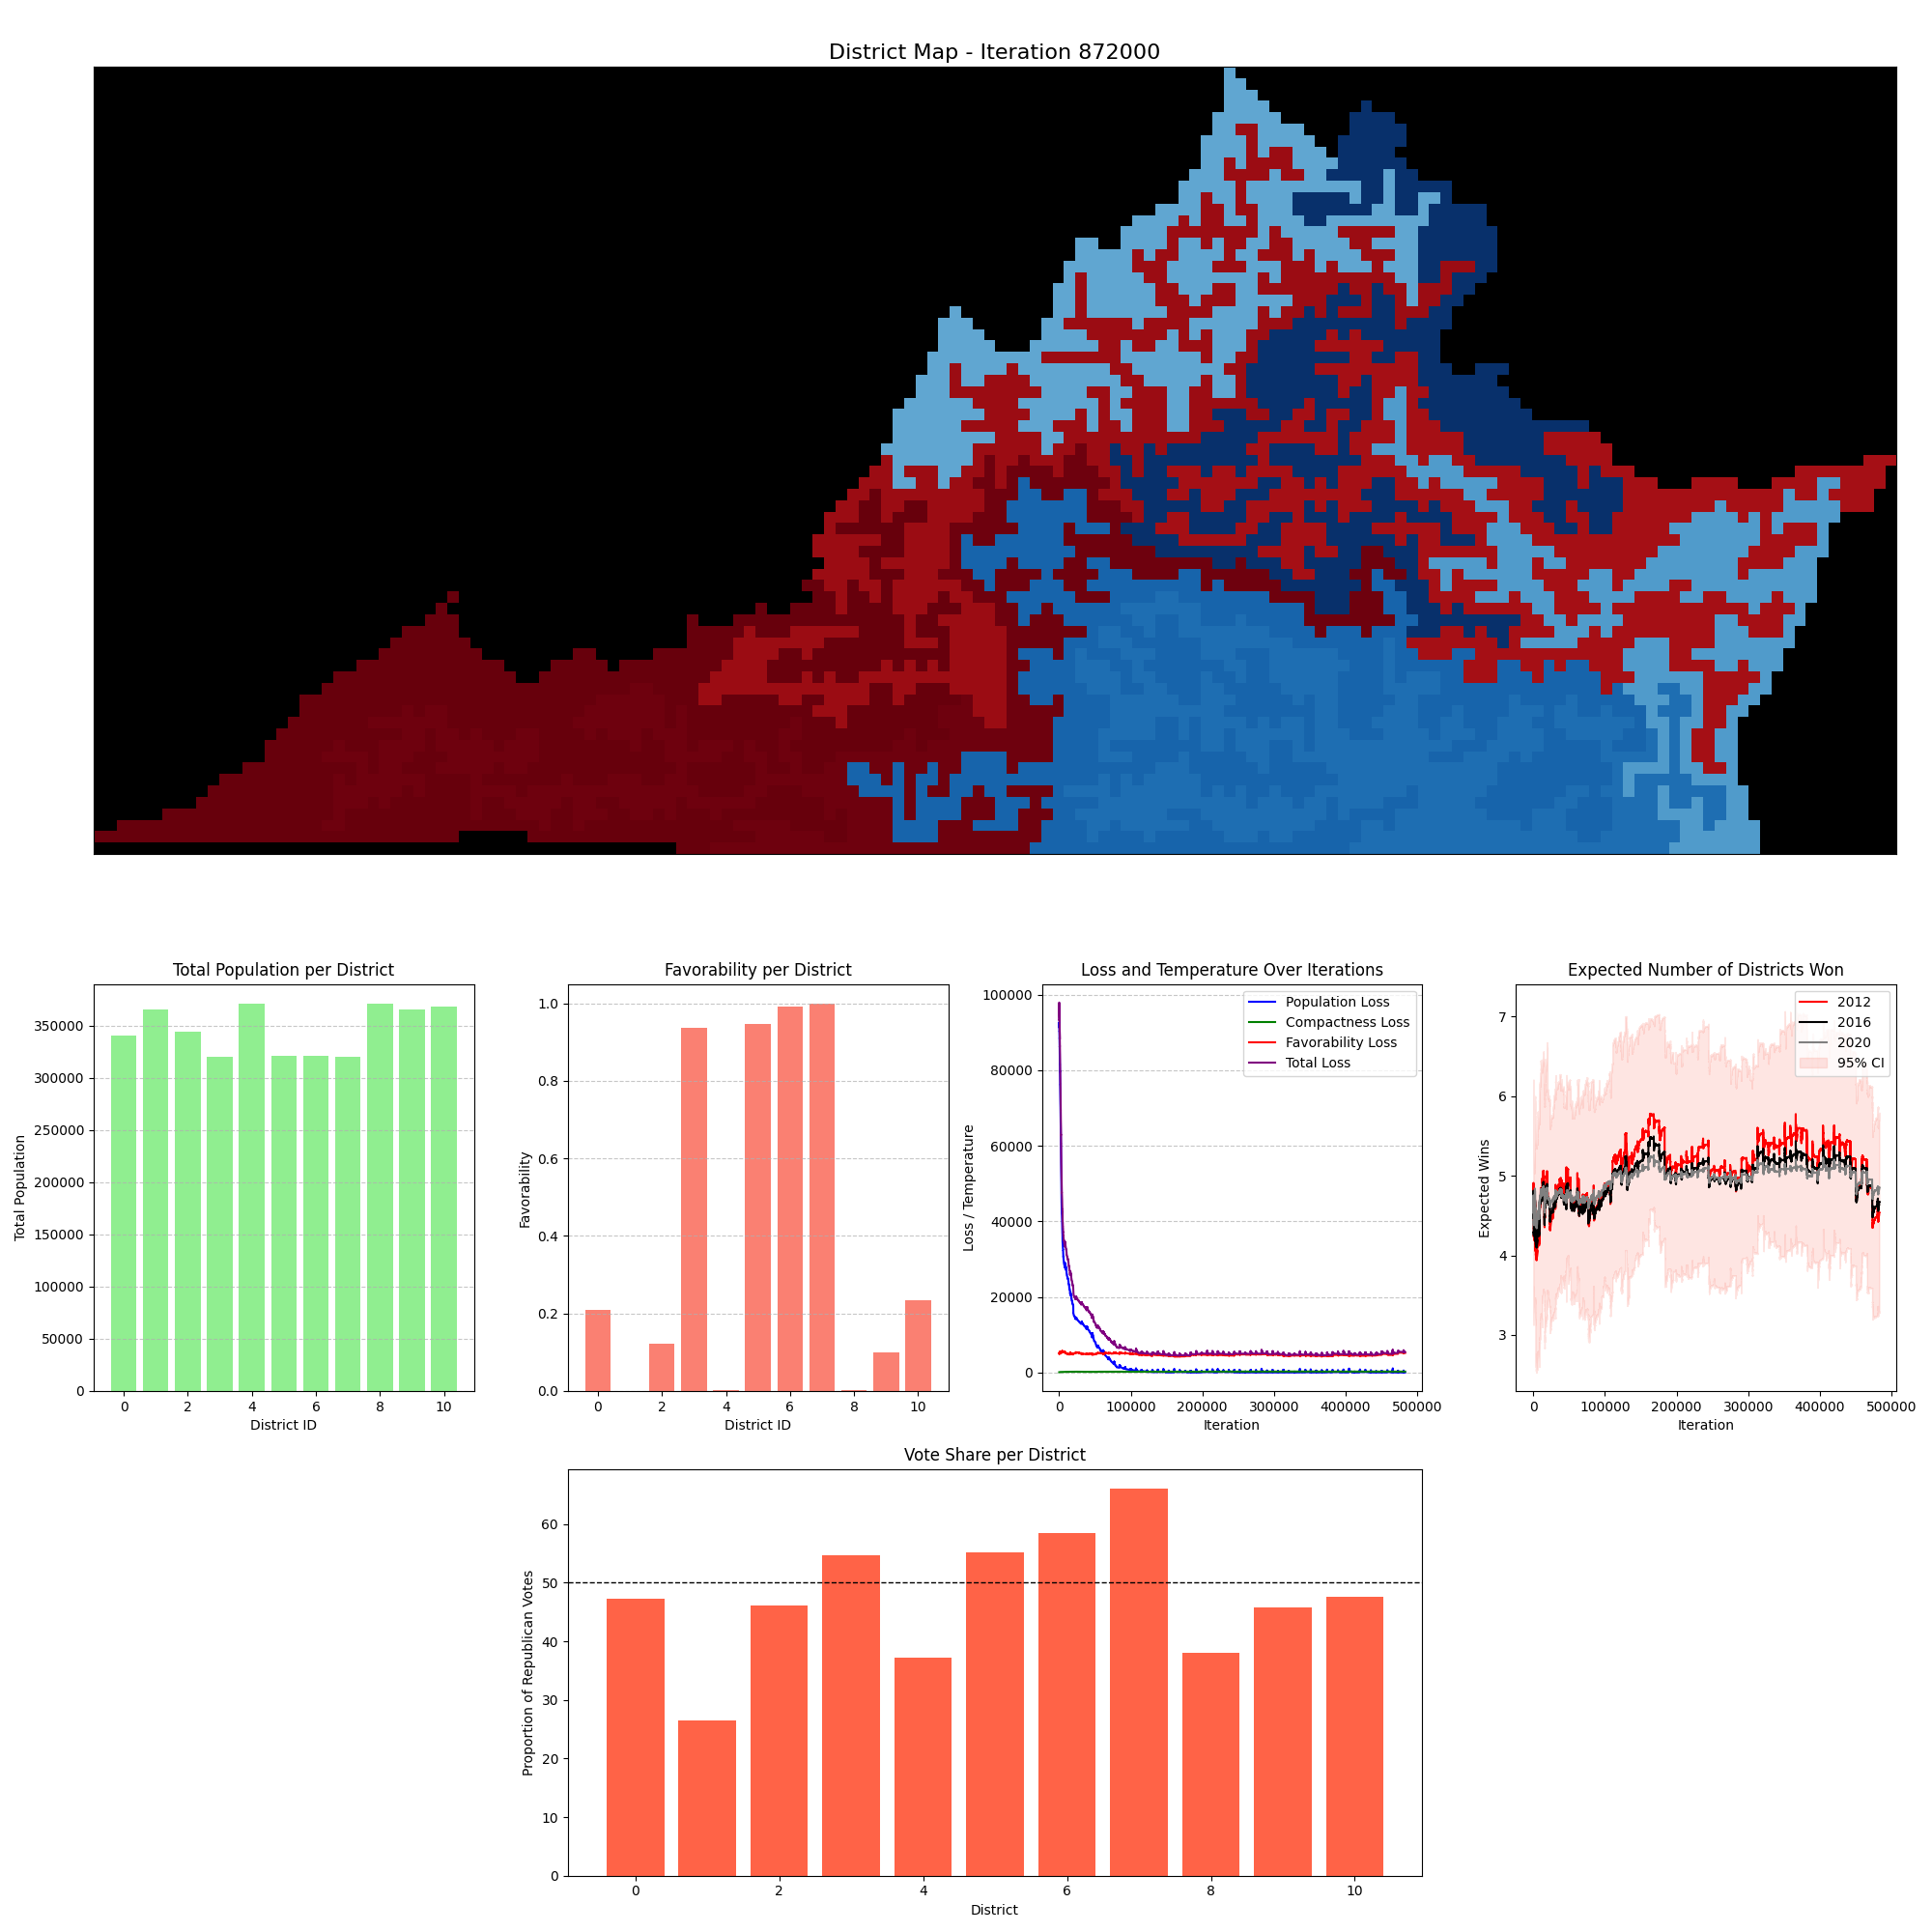 District Map - Iteration 872000
Total Population per District
Total Population
350000
300000
250000
200000
150000
100000
50000
0
0 2 4 6 8 10
District ID
Favorability per District
Favorability
1.0
0.8
0.6
0.4
0.2
0.0
0 2 4 6 8 10
District ID
Loss and Temperature Over Iterations
Loss / Temperature
100000
80000
60000
40000
20000
0
Population Loss
Compactness Loss
Favorability Loss
Total Loss
0 100000 200000 300000 400000 500000
Iteration
Expected Number of Districts Won
Expected Wins
7
6
5
4
3
2012
2016
2020
95% CI
0 100000 200000 300000 400000 500000
Iteration
Vote Share per District
Proportion of Republican Votes
60
50
40
30
20
10
0
0 2 4 6 8 10
District